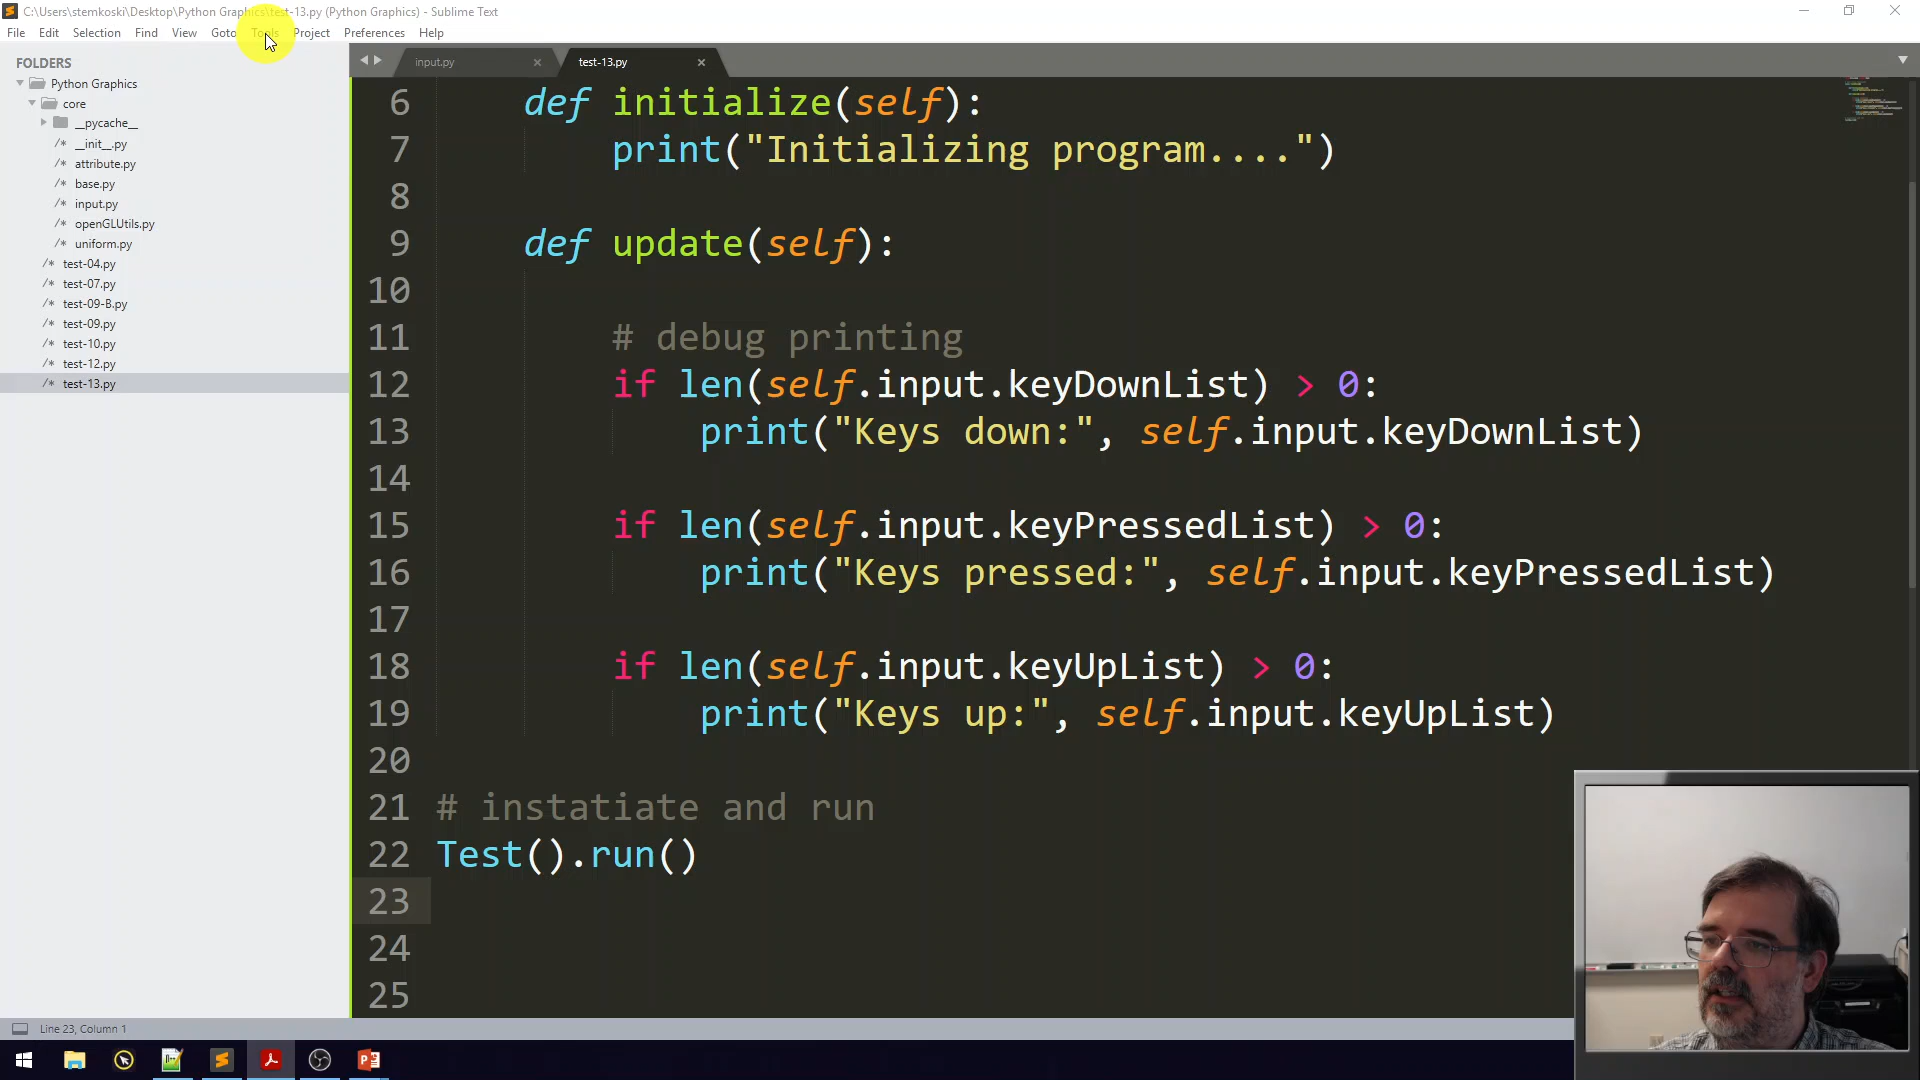 C:\Users\stemkoski\Desktop\Python Graphics\test-13.py (Python Graphics) - Sublime Text
File Edit Selection Find View Goto Tools Project Preferences Help
FOLDERS
Python Graphics
core
__pycache__
/* __init__.py
/* attribute.py
/* base.py
/* input.py
/* openGLUtils.py
/* uniform.py
/* test-04.py
/* test-07.py
/* test-09-B.py
/* test-09.py
/* test-10.py
/* test-12.py
/* test-13.py
input.py × test-13.py ×
6 def initialize(self):
7 print("Initializing program....")
8
9 def update(self):
10
11 # debug printing
12 if len(self.input.keyDownList) > 0:
13 print("Keys down:", self.input.keyDownList)
14
15 if len(self.input.keyPressedList) > 0:
16 print("Keys pressed:", self.input.keyPressedList)
17
18 if len(self.input.keyUpList) > 0:
19 print("Keys up:", self.input.keyUpList)
20
21 # instatiate and run
22 Test().run()
23
24
25
Line 23, Column 1